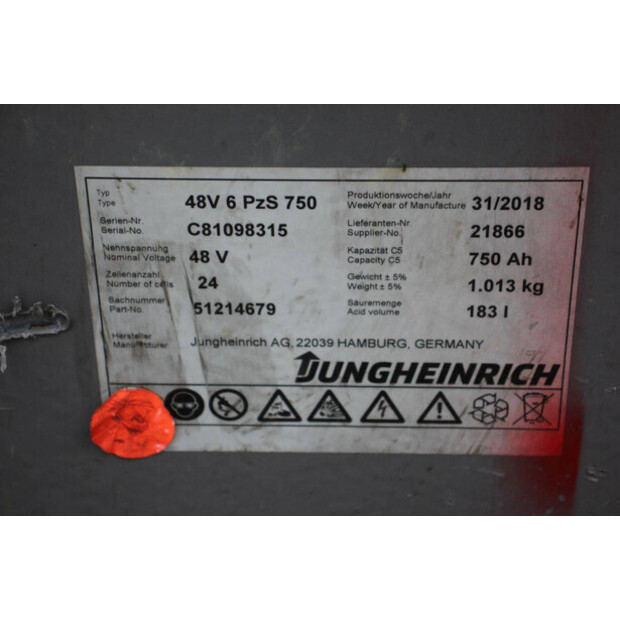 Typ
Type
48V 6 PzS 750
Produktionswoche/Jahr
Week/Year of Manufacture
31/2018
Serien-Nr.
Serial-No.
C81098315
Lieferanten-Nr.
Supplier-No.
21866
Nennspannung
Nominal Voltage
48 V
Kapazität C5
Capacity C5
750 Ah
Zellenanzahl
Number of cells
24
Gewicht ± 5%
Weight ± 5%
1.013 kg
Sachnummer
Part-No.
51214679
Säuremenge
Acid volume
183 l
Hersteller
Manufacturer
Jungheinrich AG, 22039 HAMBURG, GERMANY
JUNGHEINRICH